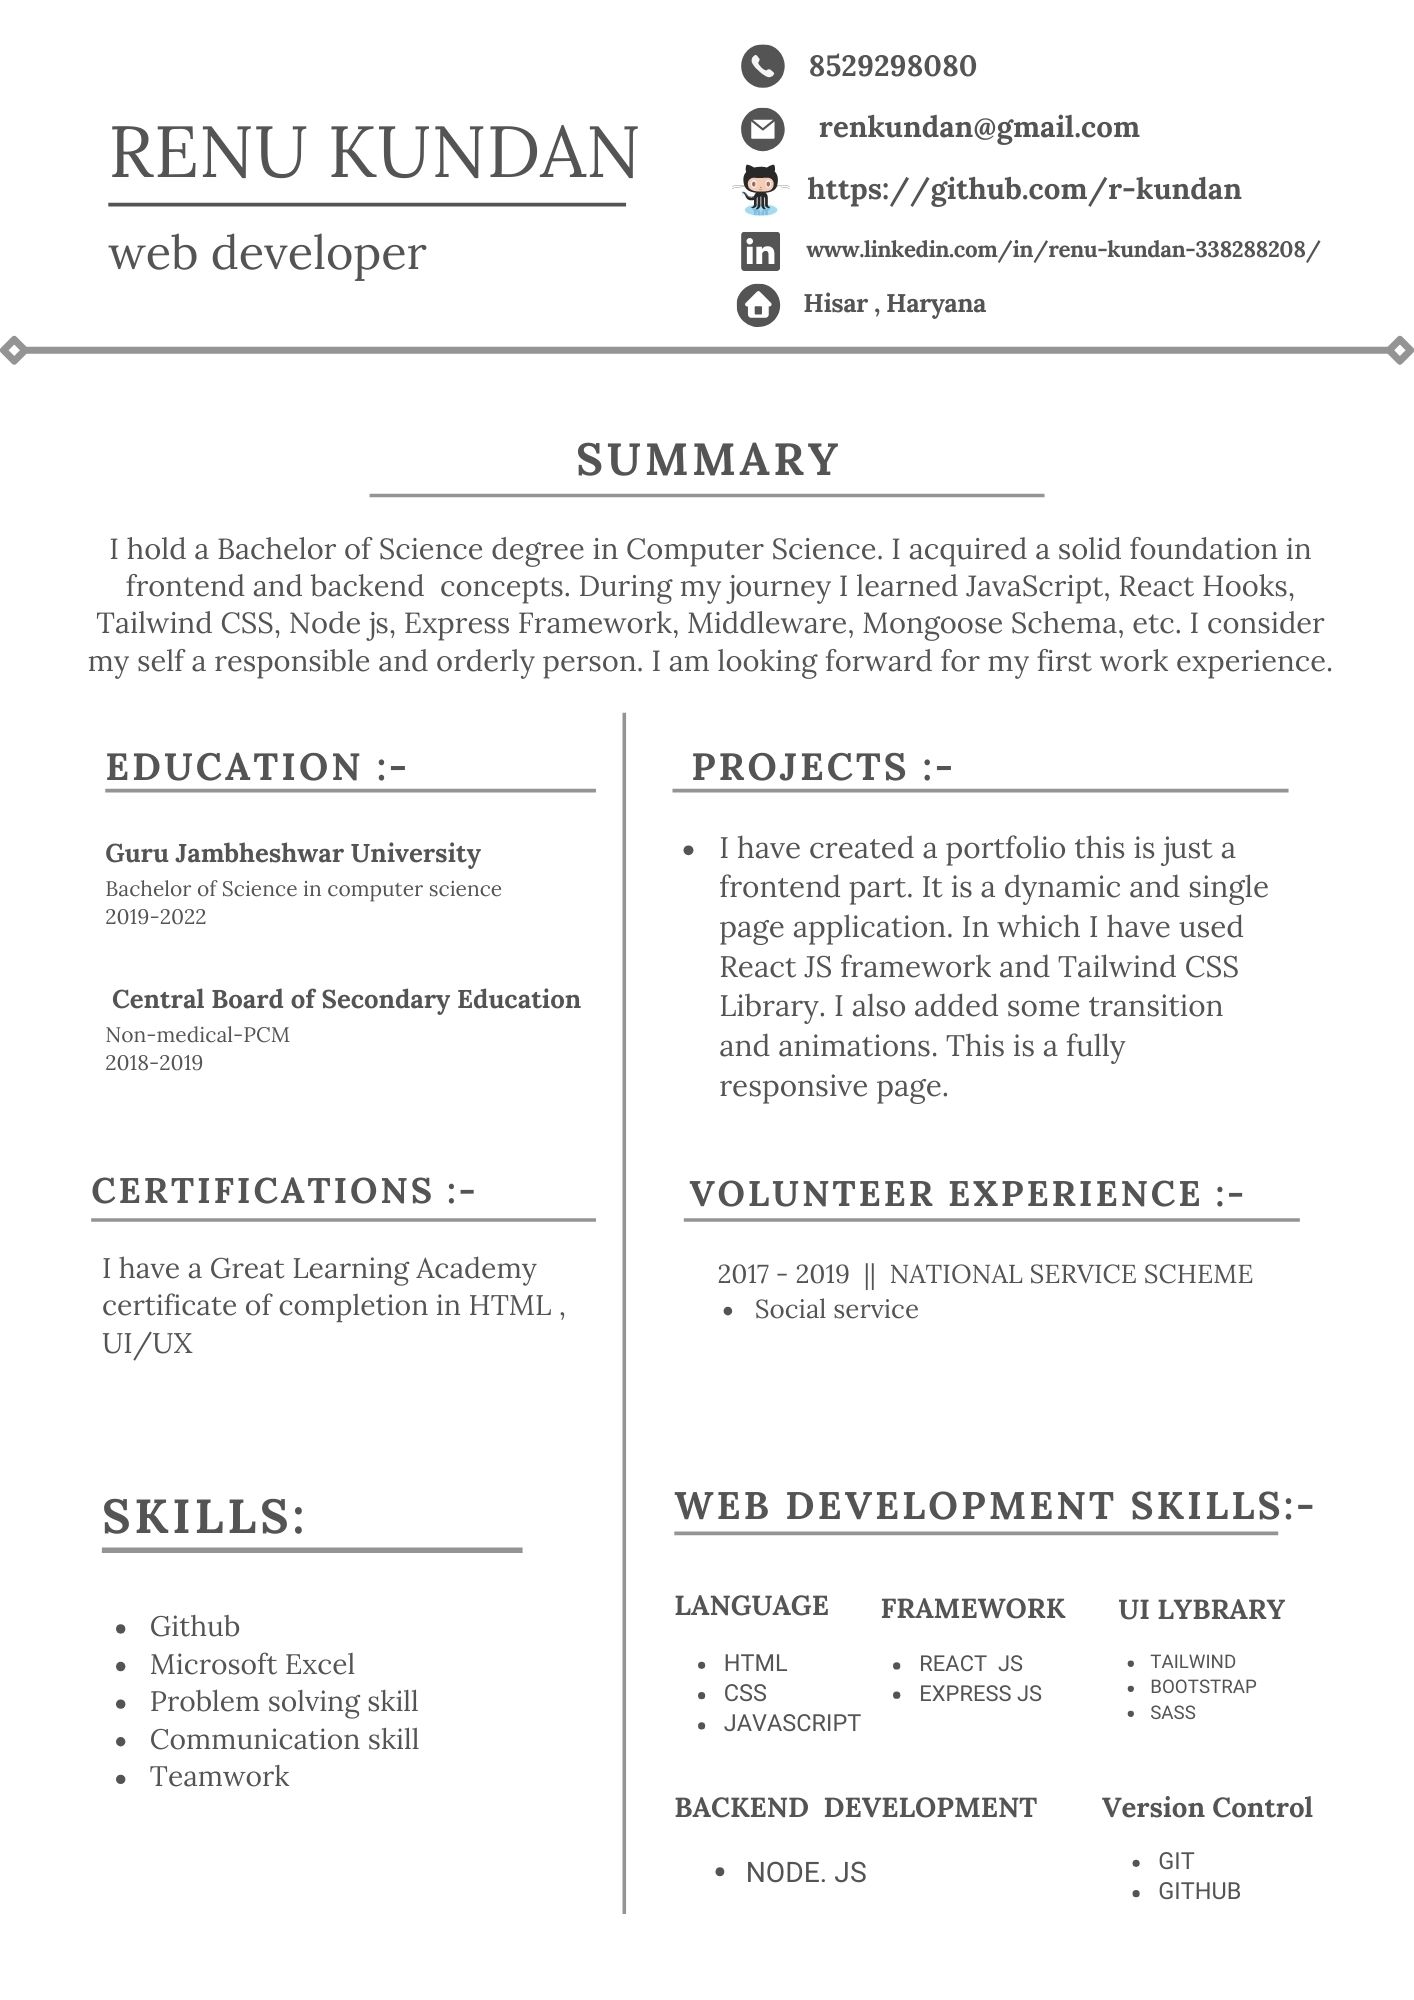 RENU KUNDAN
web developer
8529298080
renkundan@gmail.com
https://github.com/r-kundan
www.linkedin.com/in/renu-kundan-338288208/
Hisar , Haryana
SUMMARY
I hold a Bachelor of Science degree in Computer Science. I acquired a solid foundation in
frontend and backend  concepts. During my journey I learned JavaScript, React Hooks,
Tailwind CSS, Node js, Express Framework, Middleware, Mongoose Schema, etc. I consider
my self a responsible and orderly person. I am looking forward for my first work experience.
EDUCATION :-
Guru Jambheshwar University
Bachelor of Science in computer science
2019-2022
Central Board of Secondary Education
Non-medical-PCM
2018-2019
CERTIFICATIONS :-
I have a Great Learning Academy
certificate of completion in HTML ,
UI/UX
SKILLS:
• Github
• Microsoft Excel
• Problem solving skill
• Communication skill
• Teamwork
PROJECTS :-
• I have created a portfolio this is just a
frontend part. It is a dynamic and single
page application. In which I have used
React JS framework and Tailwind CSS
Library. I also added some transition
and animations. This is a fully
responsive page.
VOLUNTEER EXPERIENCE :-
2017 - 2019  ||  NATIONAL SERVICE SCHEME
• Social service
WEB DEVELOPMENT SKILLS:-
LANGUAGE
• HTML
• CSS
• JAVASCRIPT
FRAMEWORK
• REACT  JS
• EXPRESS JS
UI LYBRARY
• TAILWIND
• BOOTSTRAP
• SASS
BACKEND  DEVELOPMENT
• NODE. JS
Version Control
• GIT
• GITHUB